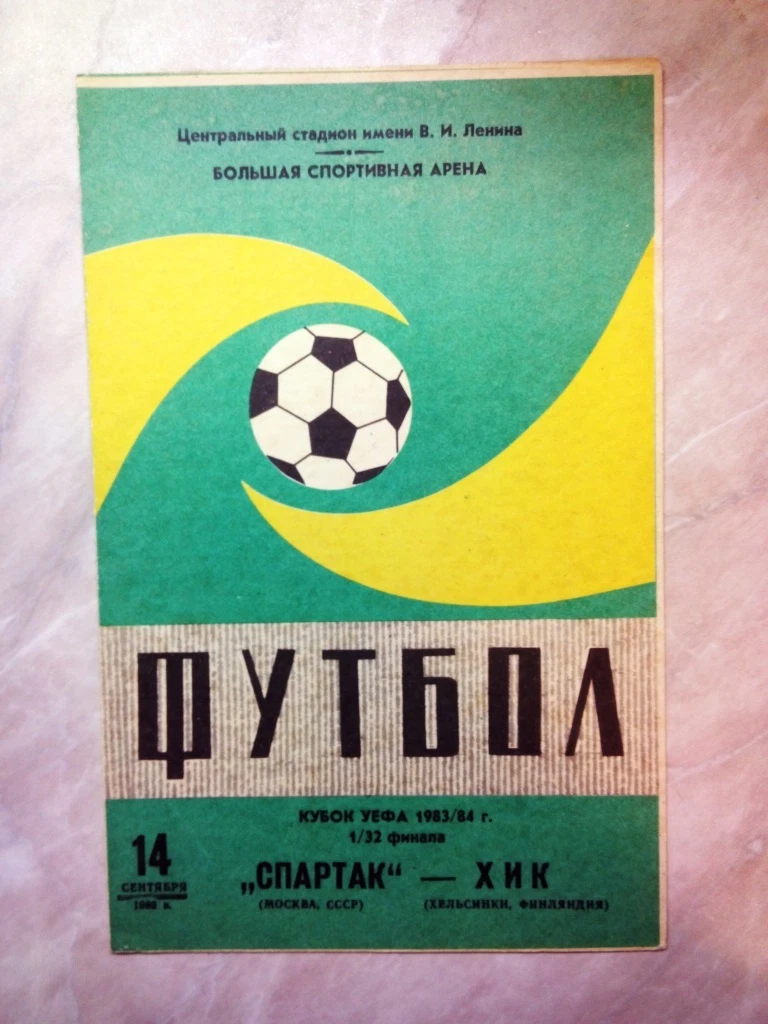 Центральный стадион имени В. И. Ленина
БОЛЬШАЯ СПОРТИВНАЯ АРЕНА
ФУТБОЛ
КУБОК УЕФА 1983/84 г.
1/32 финала
14
СЕНТЯБРЯ
1983 г.
„СПАРТАК“ — ХИК
(МОСКВА, СССР) (ХЕЛЬСИНКИ, ФИНЛЯНДИЯ)